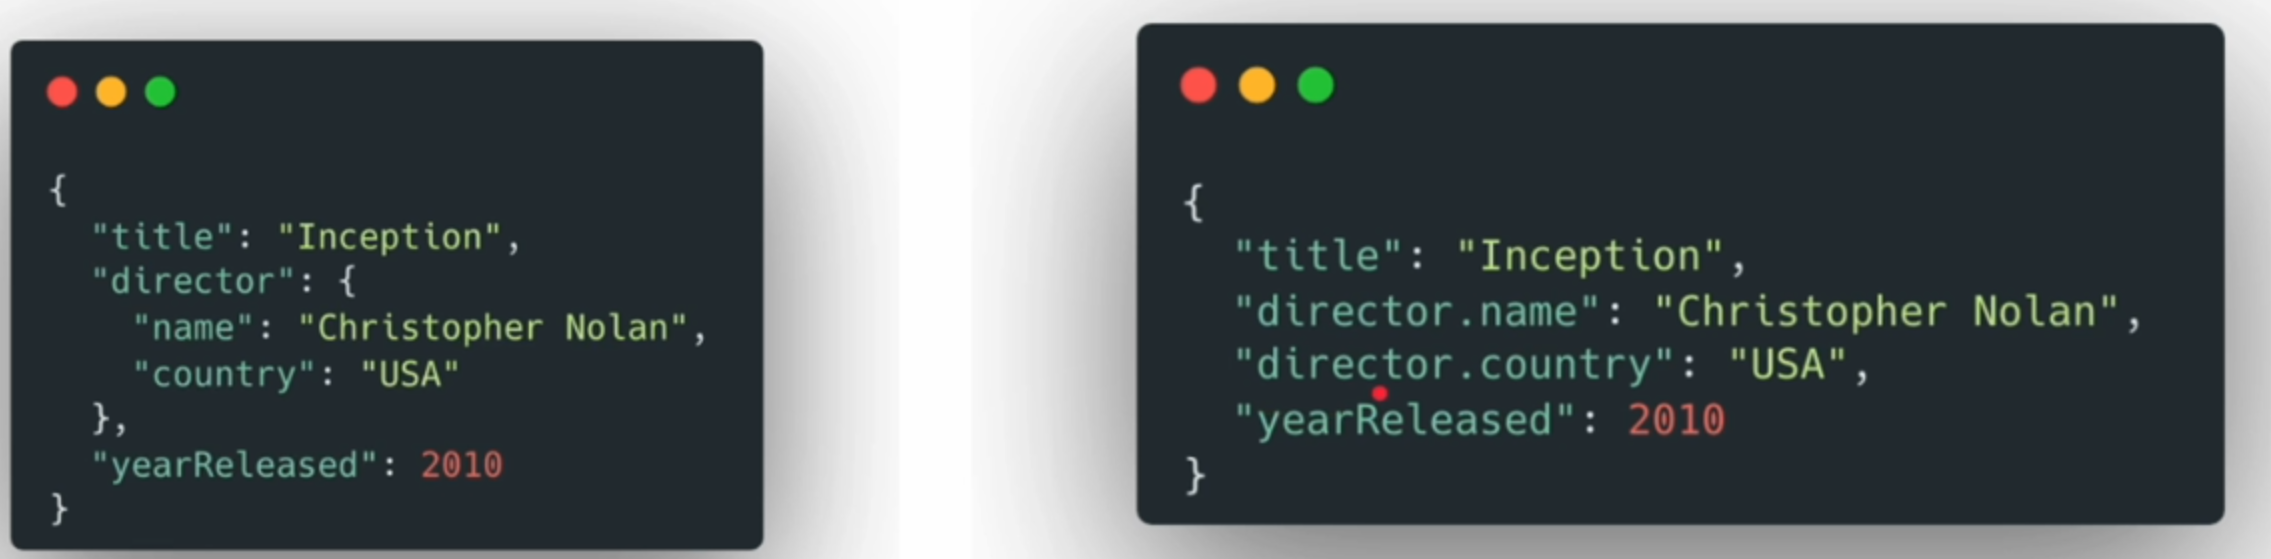 {
  "title": "Inception",
  "director": {
    "name": "Christopher Nolan",
    "country": "USA"
  },
  "yearReleased": 2010
}
{
  "title": "Inception",
  "director.name": "Christopher Nolan",
  "director.country": "USA",
  "yearReleased": 2010
}